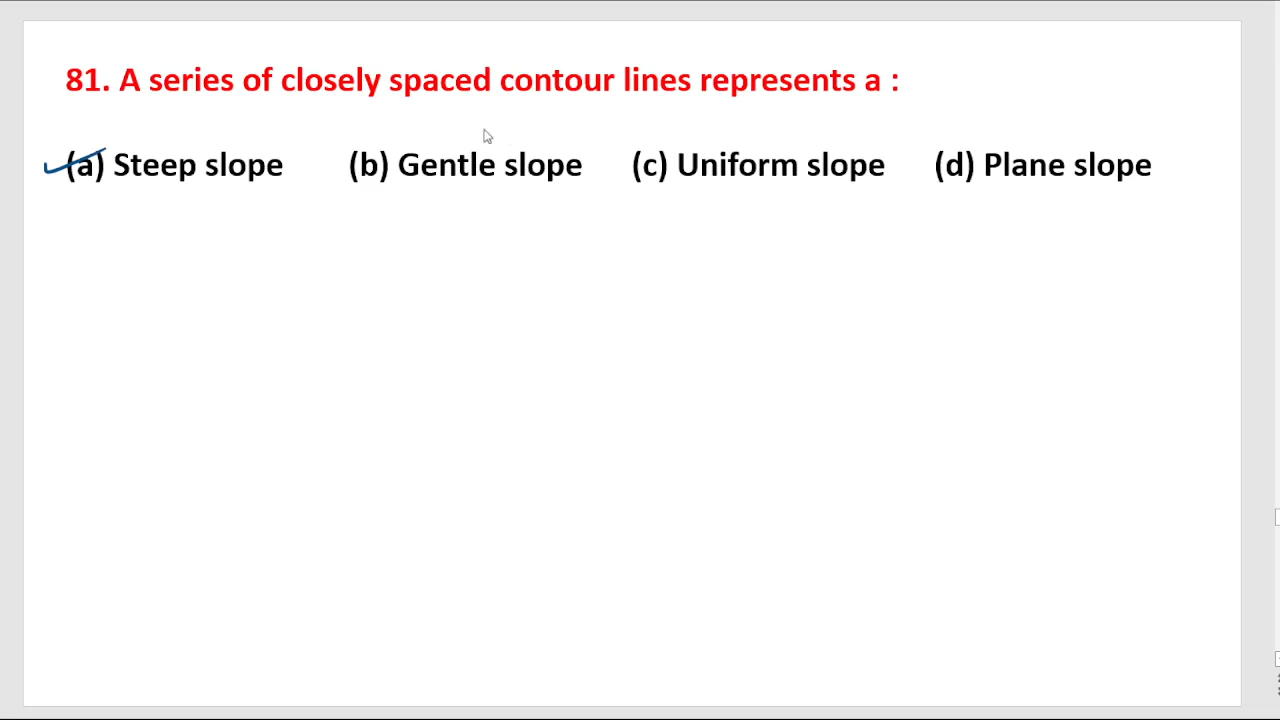 81. A series of closely spaced contour lines represents a :
(a) Steep slope (b) Gentle slope (c) Uniform slope (d) Plane slope